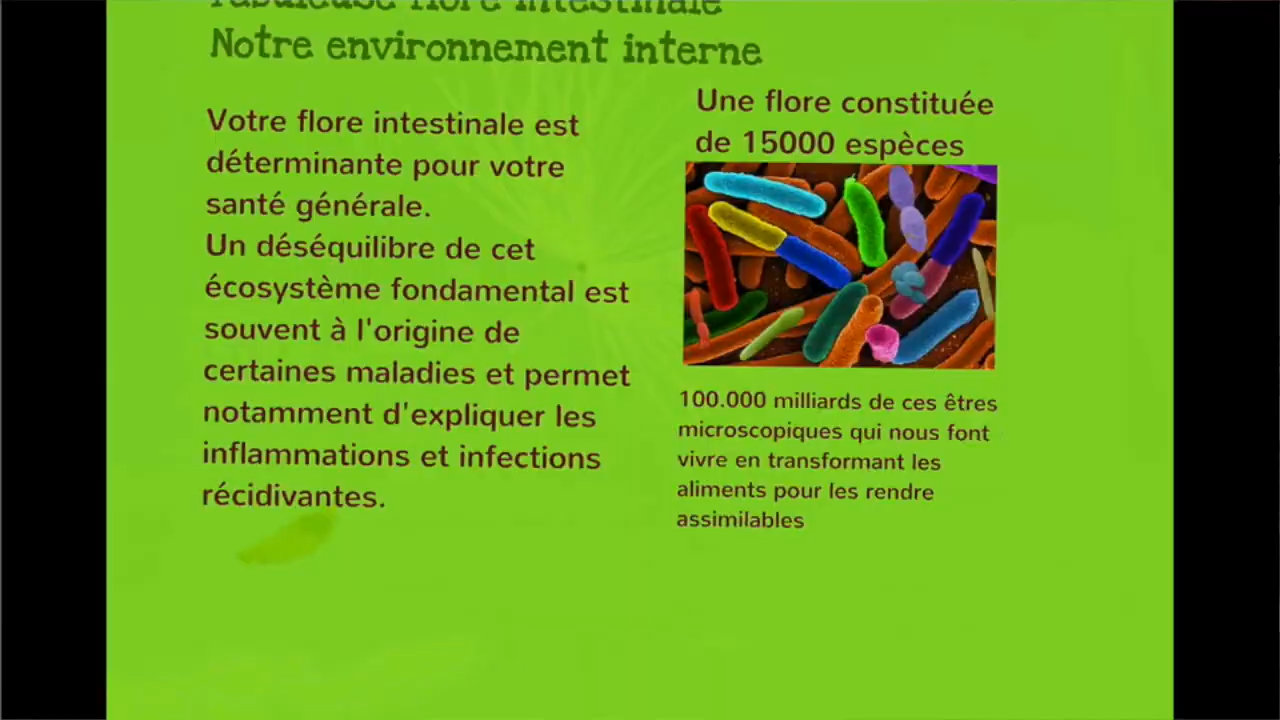 Fabuleuse flore intestinale
Notre environnement interne
Votre flore intestinale est
déterminante pour votre
santé générale.
Un déséquilibre de cet
écosystème fondamental est
souvent à l'origine de
certaines maladies et permet
notamment d'expliquer les
inflammations et infections
récidivantes.
Une flore constituée
de 15000 espèces
100.000 milliards de ces êtres
microscopiques qui nous font
vivre en transformant les
aliments pour les rendre
assimilables